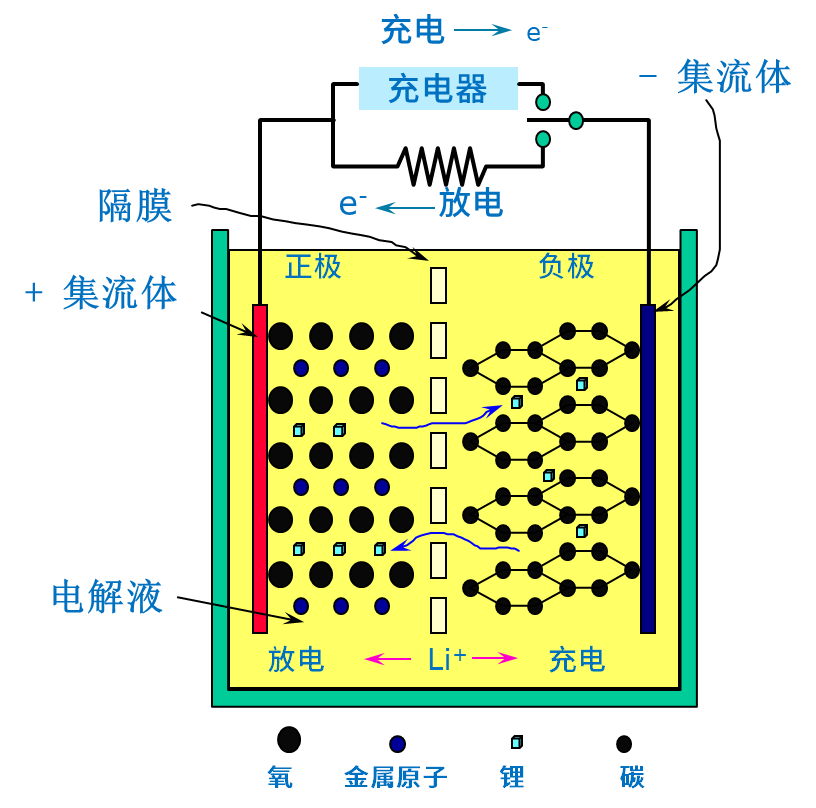 充电 e⁻
充电器
− 集流体
e⁻ 放电
隔膜
正极 负极
+ 集流体
电解液
放电 Li⁺ 充电
氧 金属原子 锂 碳